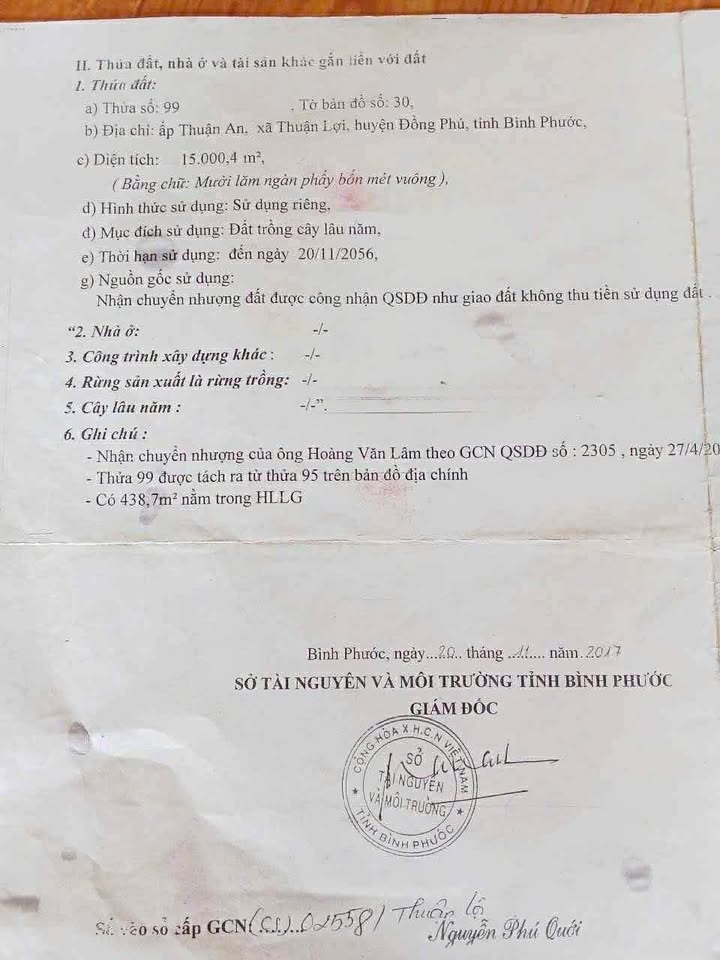 II. Thửa đất, nhà ở và tài sản khác gắn liền với đất
1. Thửa đất:
a) Thửa số: 99 . Tờ bản đồ số: 30,
b) Địa chỉ: ấp Thuận An, xã Thuận Lợi, huyện Đồng Phú, tỉnh Bình Phước,
c) Diện tích: 15.000,4 m²,
( Bằng chữ: Mười lăm ngàn phẩy bốn mét vuông ),
d) Hình thức sử dụng: Sử dụng riêng,
đ) Mục đích sử dụng: Đất trồng cây lâu năm,
e) Thời hạn sử dụng: đến ngày 20/11/2056,
g) Nguồn gốc sử dụng:
Nhận chuyển nhượng đất được công nhận QSDĐ như giao đất không thu tiền sử dụng đất .
"2. Nhà ở: -/-
3. Công trình xây dựng khác : -/-
4. Rừng sản xuất là rừng trồng: -/-
5. Cây lâu năm : -/-".
6. Ghi chú :
- Nhận chuyển nhượng của ông Hoàng Văn Lâm theo GCN QSDĐ số : 2305 , ngày 27/4/20
- Thửa 99 được tách ra từ thửa 95 trên bản đồ địa chính
- Có 438,7m² nằm trong HLLG
Bình Phước, ngày...20.. tháng ..11.... năm.2017
SỞ TÀI NGUYÊN VÀ MÔI TRƯỜNG TỈNH BÌNH PHƯỚC
GIÁM ĐỐC
CỘNG HÒA X.H.C.N VIỆT NAM
SỞ
TÀI NGUYÊN
VÀ MÔI TRƯỜNG
TỈNH BÌNH PHƯỚC
Số vào sổ cấp GCN(CS)...02558/ Thuận lợi
Nguyễn Phú Quới